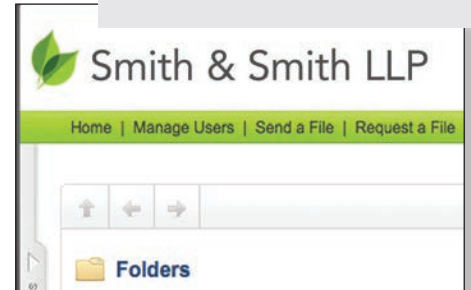 Smith & Smith LLP
Home | Manage Users | Send a File | Request a File
Folders